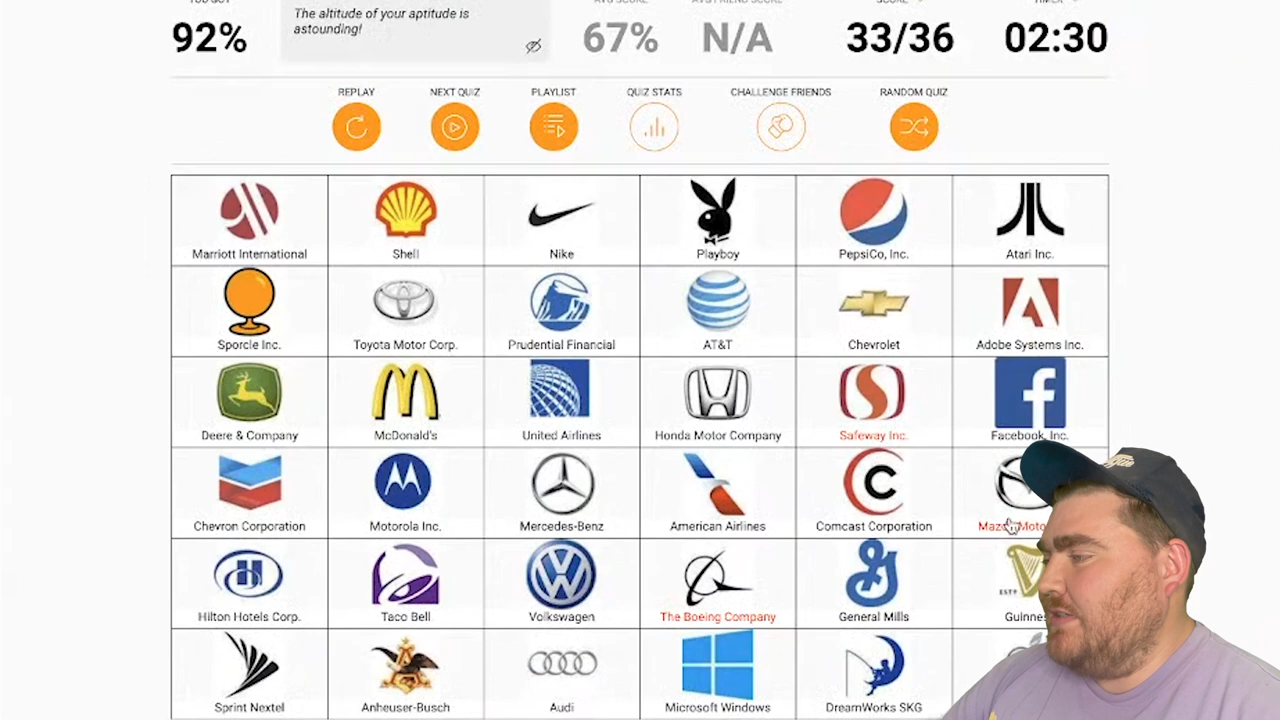 The altitude of your aptitude is
astounding!
92%
67%
N/A
33/36
02:30
REPLAY
NEXT QUIZ
PLAYLIST
QUIZ STATS
CHALLENGE FRIENDS
RANDOM QUIZ
Marriott International
Shell
Nike
Playboy
PepsiCo, Inc.
Atari Inc.
Sporcle Inc.
Toyota Motor Corp.
Prudential Financial
AT&T
Chevrolet
Adobe Systems Inc.
Deere & Company
McDonald's
United Airlines
Honda Motor Company
Safeway Inc.
Facebook, Inc.
Chevron Corporation
Motorola Inc.
Mercedes-Benz
American Airlines
Comcast Corporation
Hilton Hotels Corp.
Taco Bell
Volkswagen
The Boeing Company
General Mills
ESTD
Sprint Nextel
Anheuser-Busch
Audi
Microsoft Windows
DreamWorks SKG